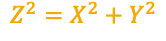 Z² = X² + Y²